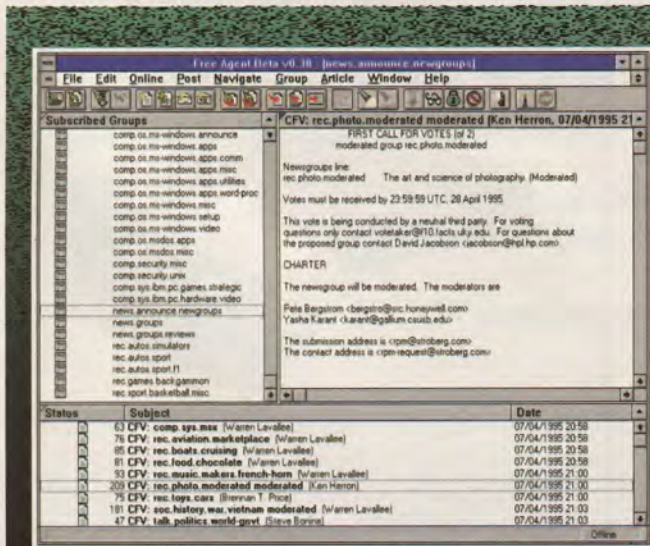 Free Agent Beta v0.38 - [news.announce.newgroups]
File Edit Online Post Navigate Group Article Window Help
Subscribed Groups
comp.os.ms-windows.announce
comp.os.ms-windows.apps
comp.os.ms-windows.apps.comm
comp.os.ms-windows.apps.misc
comp.os.ms-windows.apps.utilities
comp.os.ms-windows.apps.word-proc
comp.os.ms-windows.misc
comp.os.ms-windows.setup
comp.os.ms-windows.video
comp.os.msdos.apps
comp.os.msdos.misc
comp.security.misc
comp.security.unix
comp.sys.ibm.pc.games.strategic
comp.sys.ibm.pc.hardware.video
news.announce.newgroups
news.groups
news.groups.reviews
rec.autos.simulators
rec.autos.sport
rec.autos.sport.f1
rec.games.backgammon
rec.sport.basketball.misc
CFV: rec.photo.moderated moderated [Ken Herron, 07/04/1995 21
FIRST CALL FOR VOTES (of 2)
moderated group rec.photo.moderated
Newsgroups line:
rec.photo.moderated The art and science of photography. (Moderated)
Votes must be received by 23:59:59 UTC, 28 April 1995.
This vote is being conducted by a neutral third party. For voting
questions only contact votetaker@f10.facts.uky.edu. For questions about
the proposed group contact David Jacobson <jacobson@hpl.hp.com>.
CHARTER
The newsgroup will be moderated. The moderators are
Pete Bergstrom <bergstro@src.honeywell.com>
Yasha Karant <karant@gallium.csusb.edu>
The submission address is <rpm@stroberg.com>
The contact address is <rpm-request@stroberg.com>
Status Subject Date
63 CFV: comp.sys.msx (Warren Lavallee) 07/04/1995 20:58
76 CFV: rec.aviation.marketplace (Warren Lavallee) 07/04/1995 20:58
85 CFV: rec.boats.cruising (Warren Lavallee) 07/04/1995 20:58
81 CFV: rec.food.chocolate (Warren Lavallee) 07/04/1995 20:58
93 CFV: rec.music.makers.french-horn (Warren Lavallee) 07/04/1995 21:00
209 CFV: rec.photo.moderated moderated (Ken Herron) 07/04/1995 21:00
75 CFV: rec.toys.cars (Brennan T. Price) 07/04/1995 21:00
181 CFV: soc.history.war.vietnam moderated (Warren Lavallee) 07/04/1995 21:03
47 CFV: talk.politics.world-govt (Steve Bonine) 07/04/1995 21:03
Offline